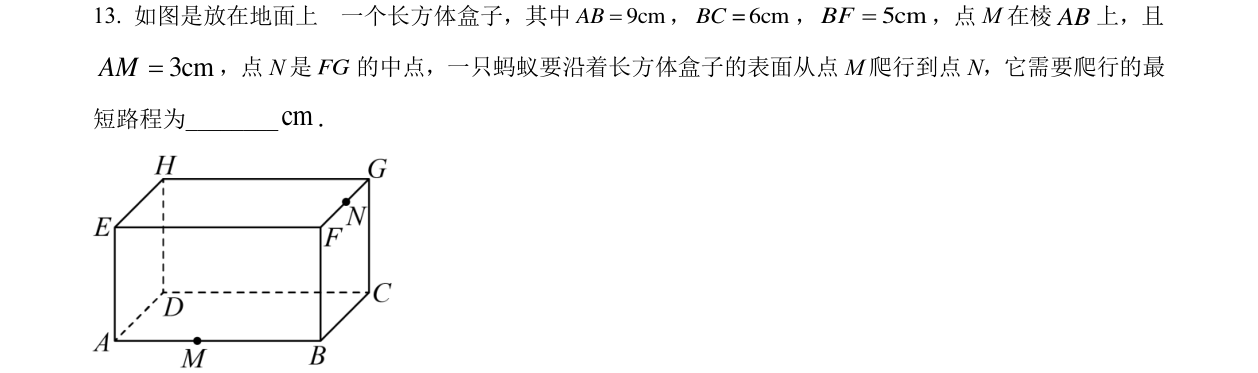 13. 如图是放在地面上 一个长方体盒子，其中 AB = 9cm， BC = 6cm， BF = 5cm，点 M 在棱 AB 上，且
AM = 3cm，点 N 是 FG 的中点，一只蚂蚁要沿着长方体盒子的表面从点 M 爬行到点 N，它需要爬行的最
短路程为________cm．
H
G
E
N
F
D
C
A
M
B